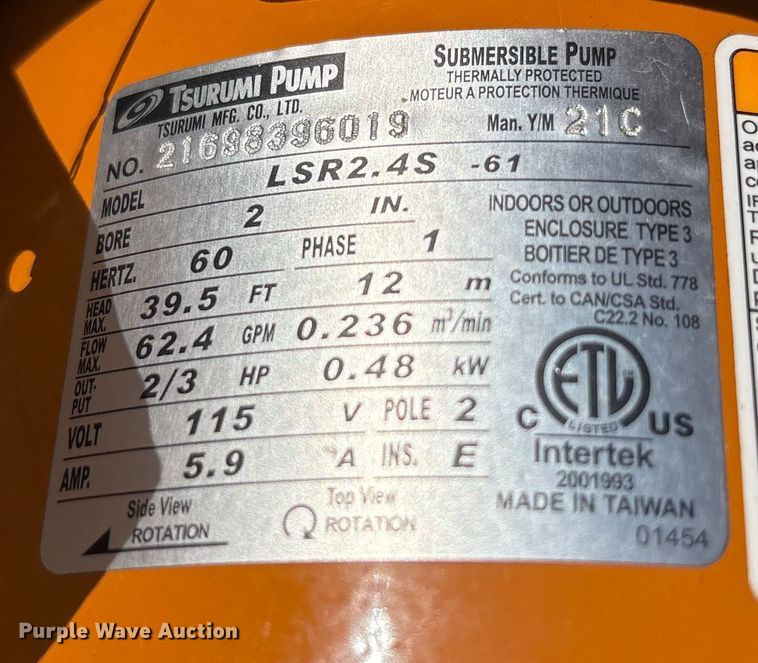 TSURUMI PUMP
TSURUMI MFG. CO., LTD.
SUBMERSIBLE PUMP
THERMALLY PROTECTED
MOTEUR A PROTECTION THERMIQUE
NO. 21698396019 Man. Y/M 21C
MODEL LSR2.4S -61
BORE 2 IN.
HERTZ. 60 PHASE 1
HEAD MAX. 39.5 FT 12 m
FLOW MAX. 62.4 GPM 0.236 m³/min
OUT-PUT 2/3 HP 0.48 kW
VOLT 115 V POLE 2
AMP. 5.9 A INS. E
Side View
ROTATION
Top View
ROTATION
INDOORS OR OUTDOORS
ENCLOSURE TYPE 3
BOITIER DE TYPE 3
Conforms to UL Std. 778
Cert. to CAN/CSA Std.
C22.2 No. 108
ETL
LISTED
C US
Intertek
2001993
MADE IN TAIWAN
01454
Purple Wave Auction